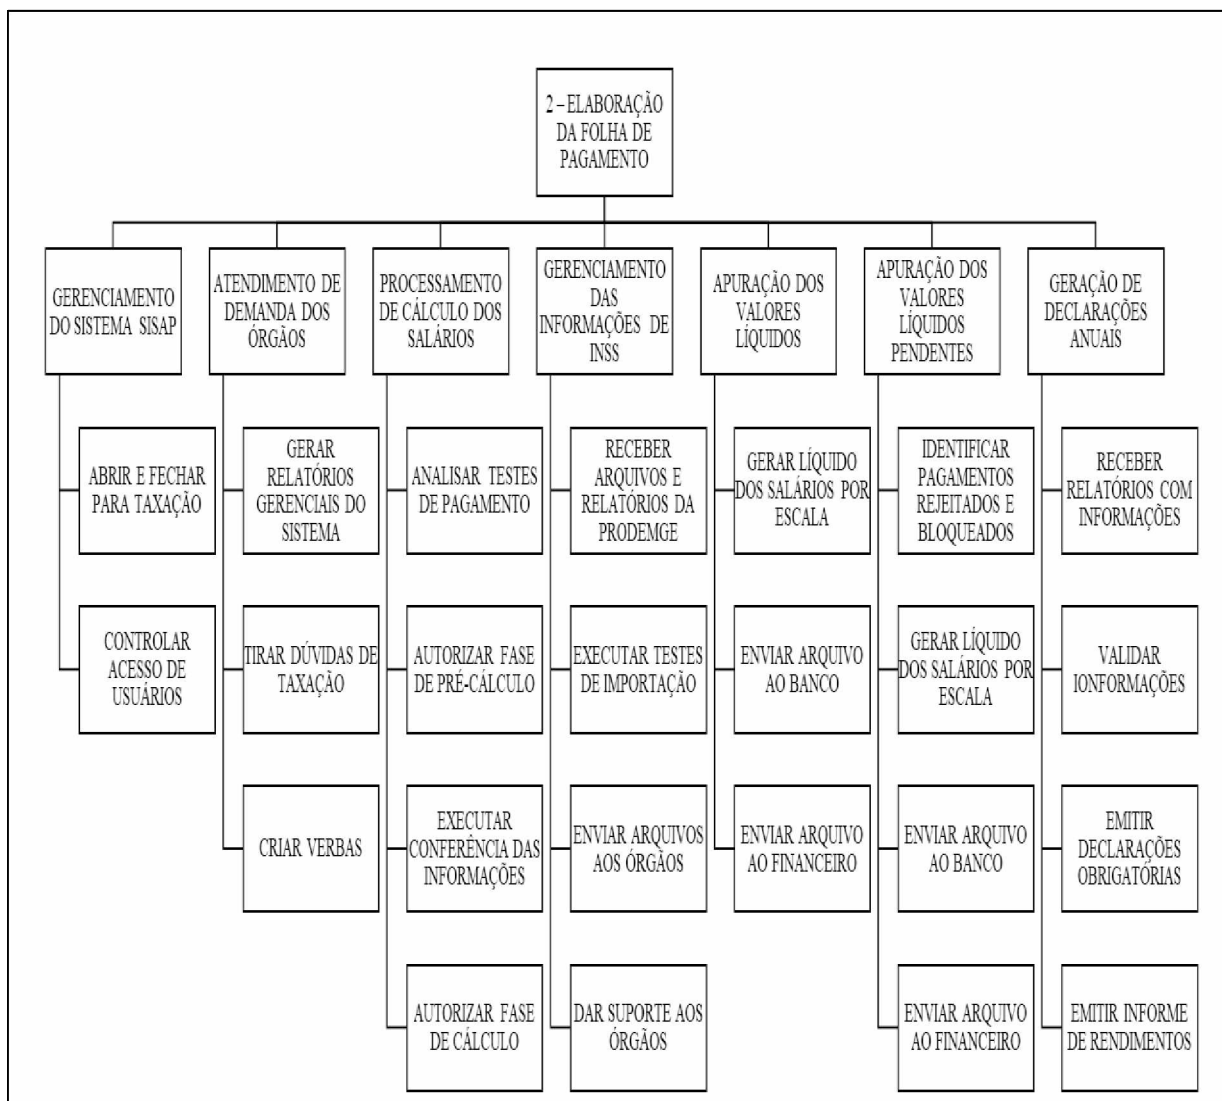 2 – ELABORAÇÃO
DA FOLHA DE
PAGAMENTO
GERENCIAMENTO
DO SISTEMA SISAP
ATENDIMENTO DE
DEMANDA DOS
ÓRGÃOS
PROCESSAMENTO
DE CÁLCULO DOS
SALÁRIOS
GERENCIAMENTO
DAS
INFORMAÇÕES DE
INSS
APURAÇÃO DOS
VALORES
LÍQUIDOS
APURAÇÃO DOS
VALORES
LÍQUIDOS
PENDENTES
GERAÇÃO DE
DECLARAÇÕES
ANUAIS
ABRIR E FECHAR
PARA TAXAÇÃO
GERAR
RELATÓRIOS
GERENCIAIS DO
SISTEMA
ANALISAR TESTES
DE PAGAMENTO
RECEBER
ARQUIVOS E
RELATÓRIOS DA
PRODEMGE
GERAR LÍQUIDO
DOS SALÁRIOS POR
ESCALA
IDENTIFICAR
PAGAMENTOS
REJEITADOS E
BLOQUEADOS
RECEBER
RELATÓRIOS COM
INFORMAÇÕES
CONTROLAR
ACESSO DE
USUÁRIOS
TIRAR DÚVIDAS DE
TAXAÇÃO
AUTORIZAR FASE
DE PRÉ-CÁLCULO
EXECUTAR TESTES
DE IMPORTAÇÃO
ENVIAR ARQUIVO
AO BANCO
GERAR LÍQUIDO
DOS SALÁRIOS POR
ESCALA
VALIDAR
IONFORMAÇÕES
CRIAR VERBAS
EXECUTAR
CONFERÊNCIA DAS
INFORMAÇÕES
ENVIAR ARQUIVOS
AOS ÓRGÃOS
ENVIAR ARQUIVO
AO FINANCEIRO
ENVIAR ARQUIVO
AO BANCO
EMITIR
DECLARAÇÕES
OBRIGATÓRIAS
AUTORIZAR FASE
DE CÁLCULO
DAR SUPORTE AOS
ÓRGÃOS
ENVIAR ARQUIVO
AO FINANCEIRO
EMITIR INFORME
DE RENDIMENTOS